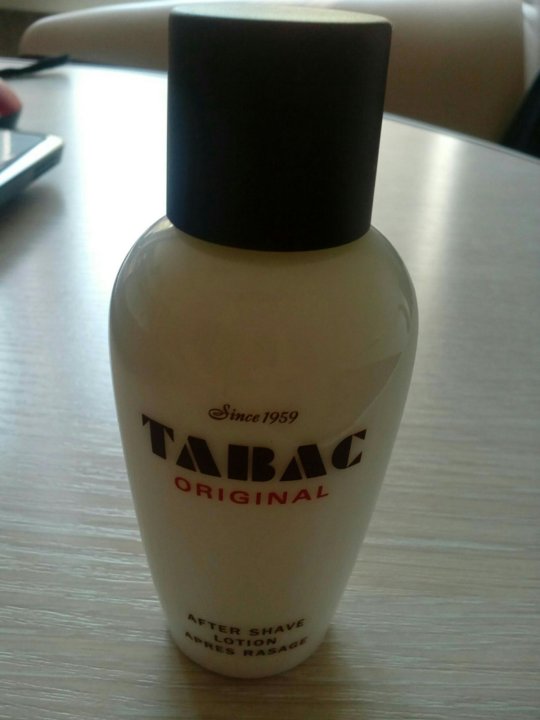 Since 1959
TABAC
ORIGINAL
AFTER SHAVE
LOTION
APRES RASAGE